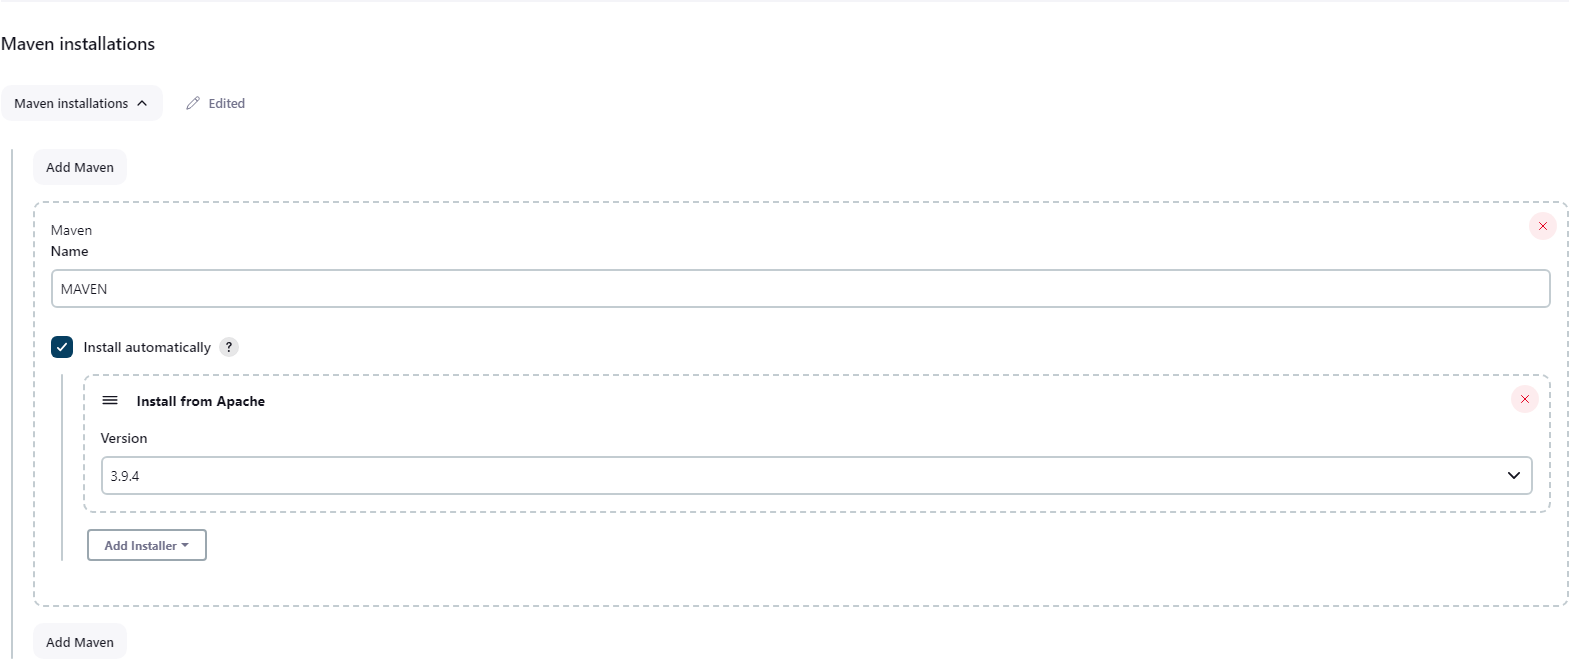 Maven installations
Maven installations
Edited
Add Maven
Maven
Name
MAVEN
Install automatically ?
Install from Apache
Version
3.9.4
Add Installer
Add Maven